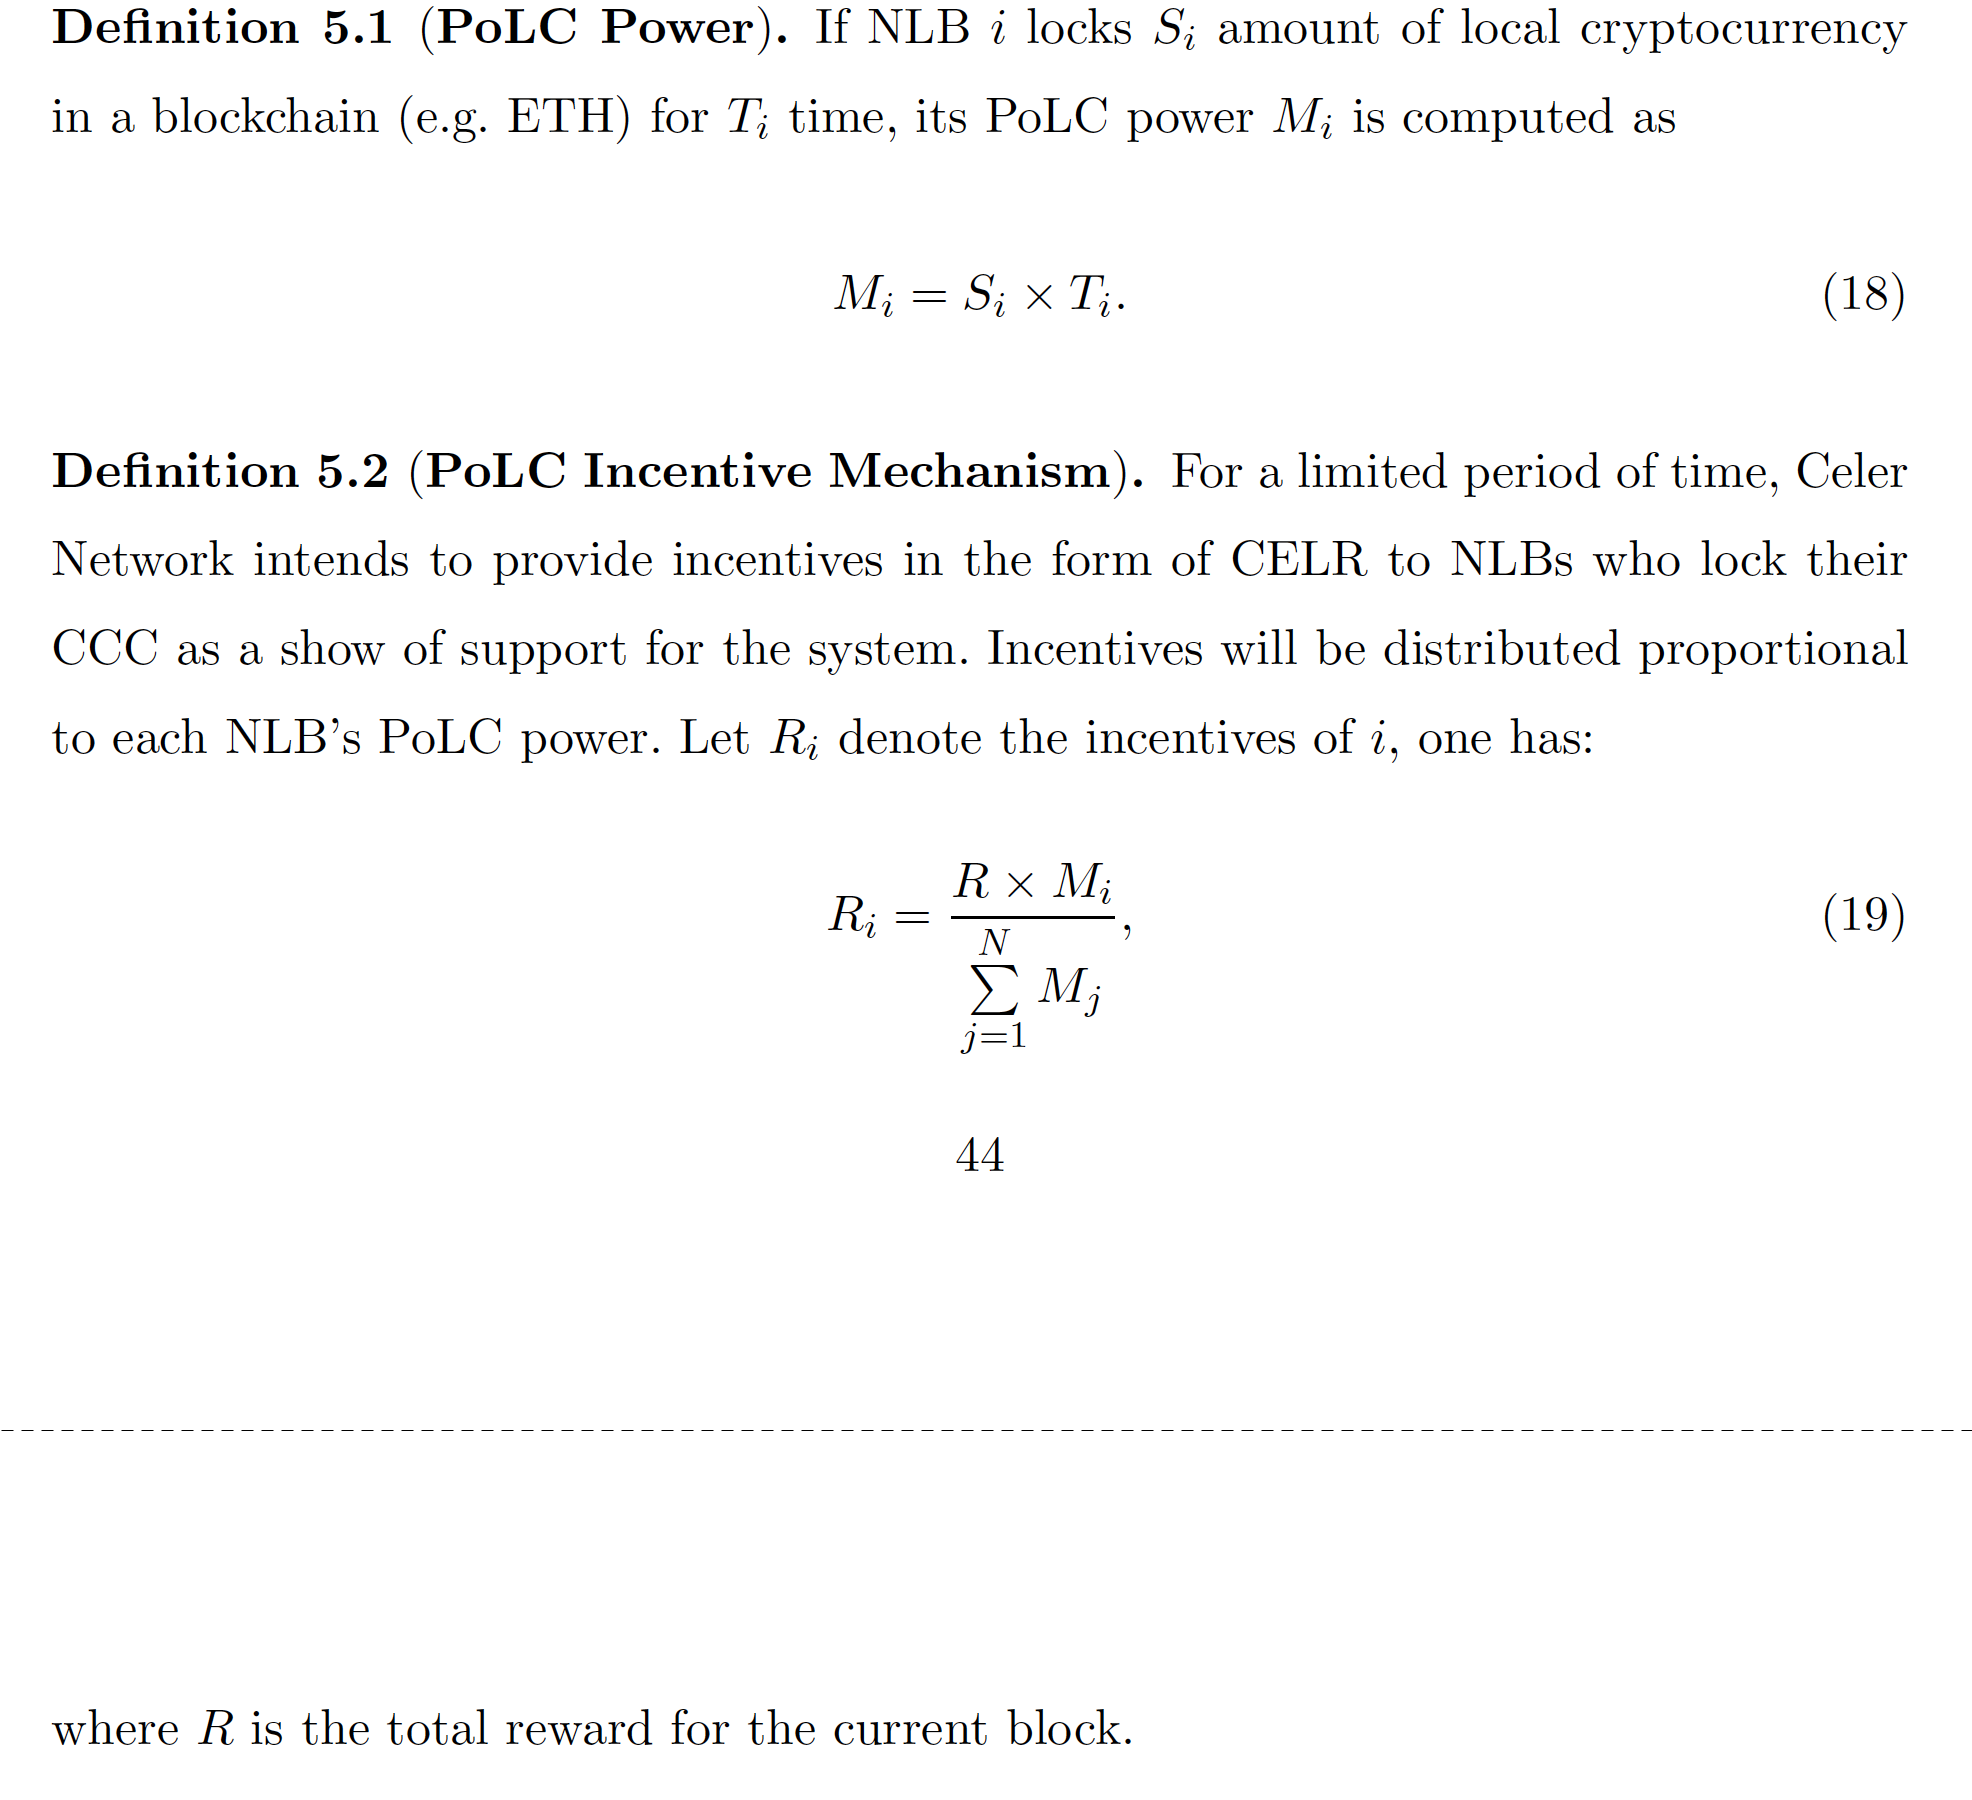 Definition 5.1 (PoLC Power). If NLB i locks S_i amount of local cryptocurrency
in a blockchain (e.g. ETH) for T_i time, its PoLC power M_i is computed as
M_i = S_i × T_i. (18)
Definition 5.2 (PoLC Incentive Mechanism). For a limited period of time, Celer
Network intends to provide incentives in the form of CELR to NLBs who lock their
CCC as a show of support for the system. Incentives will be distributed proportional
to each NLB’s PoLC power. Let R_i denote the incentives of i, one has:
R_i = \frac{R × M_i}{\sum_{j=1}^{N} M_j}, (19)
44
where R is the total reward for the current block.